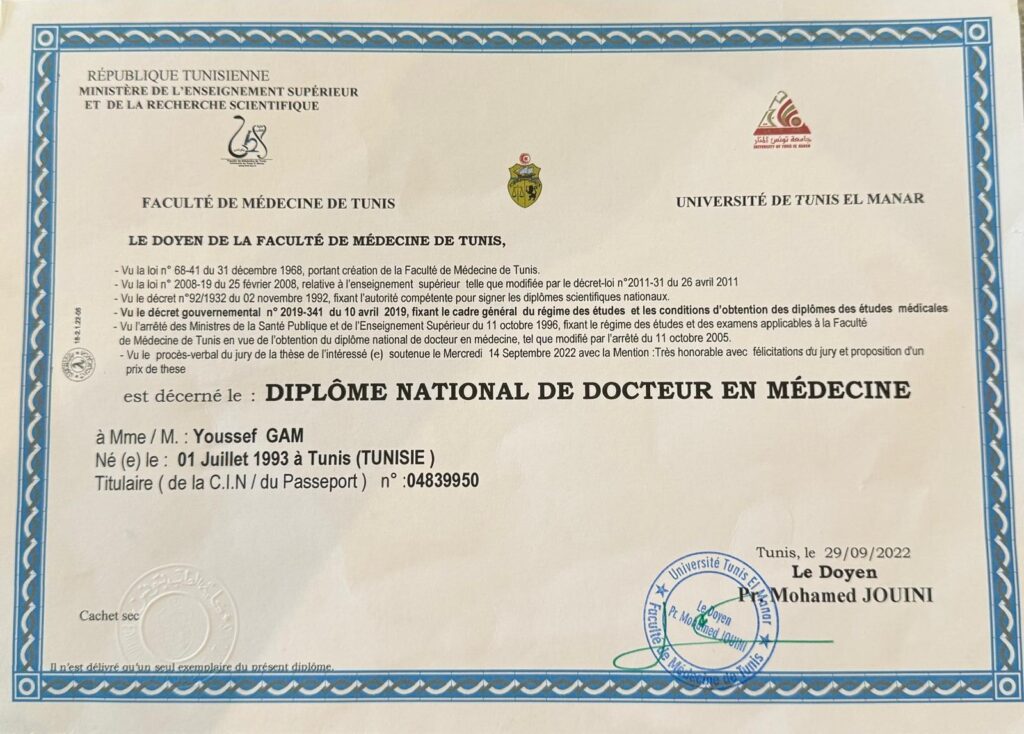 RÉPUBLIQUE TUNISIENNE
MINISTÈRE DE L'ENSEIGNEMENT SUPÉRIEUR
ET DE LA RECHERCHE SCIENTIFIQUE
جامعة تونس المنار
UNIVERSITY OF TUNIS EL MANAR
FACULTÉ DE MÉDECINE DE TUNIS
UNIVERSITÉ DE TUNIS EL MANAR
LE DOYEN DE LA FACULTÉ DE MÉDECINE DE TUNIS,
- Vu la loi n° 68-41 du 31 décembre 1968, portant création de la Faculté de Médecine de Tunis.
- Vu la loi n° 2008-19 du 25 février 2008, relative à l'enseignement supérieur telle que modifiée par le décret-loi n°2011-31 du 26 avril 2011
- Vu le décret n°92/1932 du 02 novembre 1992, fixant l'autorité compétente pour signer les diplômes scientifiques nationaux.
- Vu le décret gouvernemental n° 2019-341 du 10 avril 2019, fixant le cadre général du régime des études et les conditions d'obtention des diplômes des études médicales
- Vu l'arrêté des Ministres de la Santé Publique et de l'Enseignement Supérieur du 11 octobre 1996, fixant le régime des études et des examens applicables à la Faculté
de Médecine de Tunis en vue de l'obtention du diplôme national de docteur en médecine, tel que modifié par l'arrêté du 11 octobre 2005.
- Vu le procès-verbal du jury de la thèse de l'intéressé (e) soutenue le Mercredi 14 Septembre 2022 avec la Mention :Très honorable avec félicitations du jury et proposition d'un
prix de these
est décerné le : DIPLÔME NATIONAL DE DOCTEUR EN MÉDECINE
à Mme / M. : Youssef GAM
Né (e) le : 01 Juillet 1993 à Tunis (TUNISIE )
Titulaire ( de la C.I.N / du Passeport ) n° :04839950
Tunis, le 29/09/2022
Le Doyen
Pr. Mohamed JOUINI
Université Tunis El Manar
Le Doyen
Pr. Mohamed JOUINI
Faculté de Médecine de Tunis
Cachet sec
Il n'est délivré qu'un seul exemplaire du présent diplôme.